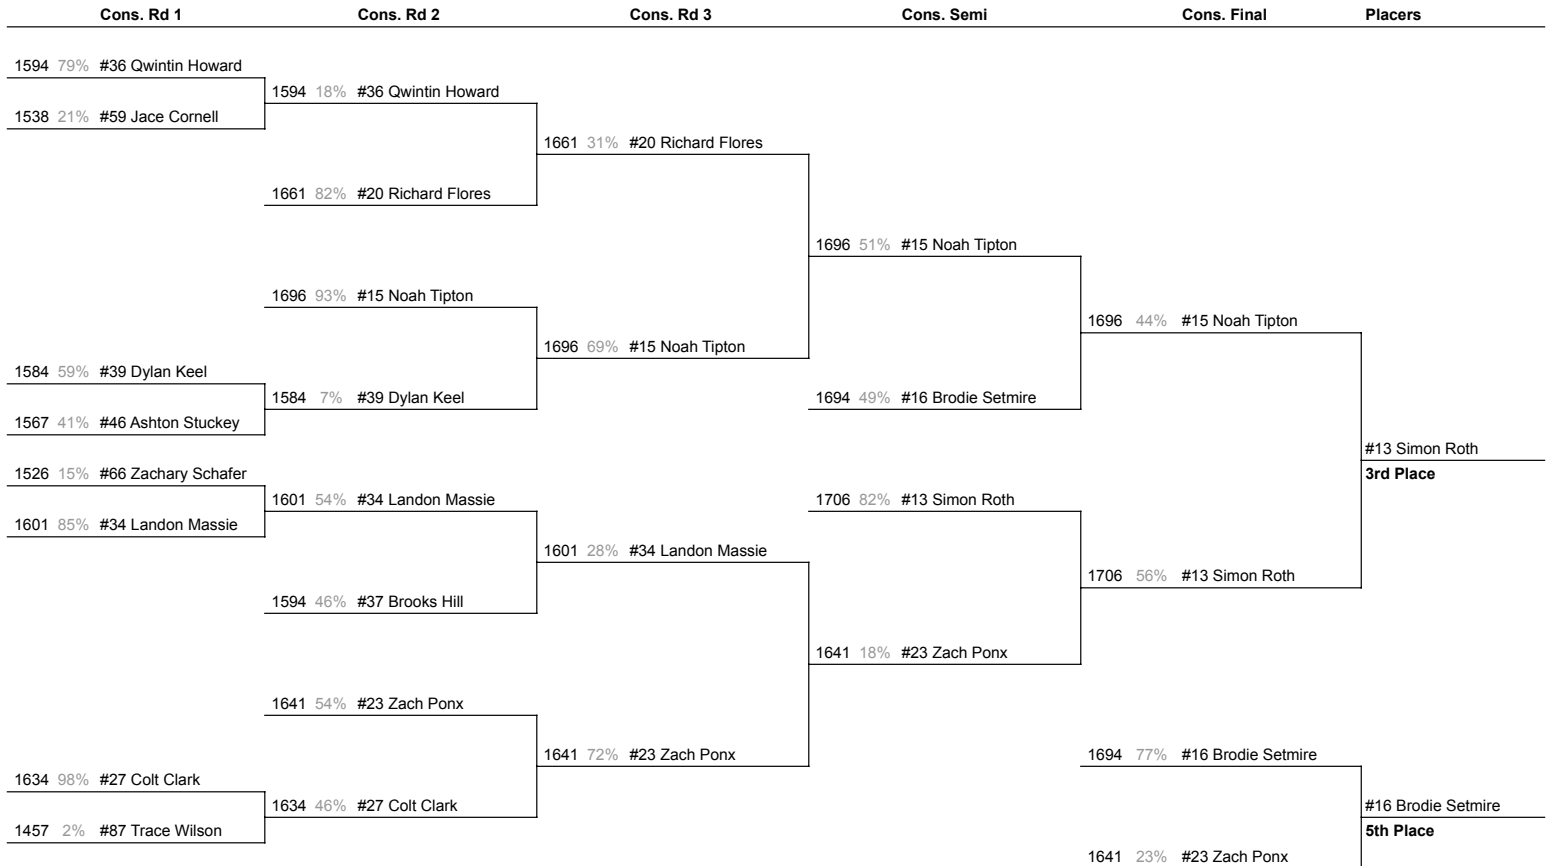 Cons. Rd 1 Cons. Rd 2 Cons. Rd 3 Cons. Semi Cons. Final Placers
1594 79% #36 Qwintin Howard
1594 18% #36 Qwintin Howard
1538 21% #59 Jace Cornell
1661 31% #20 Richard Flores
1661 82% #20 Richard Flores
1696 51% #15 Noah Tipton
1696 93% #15 Noah Tipton
1696 44% #15 Noah Tipton
1696 69% #15 Noah Tipton
1584 59% #39 Dylan Keel
1584 7% #39 Dylan Keel
1694 49% #16 Brodie Setmire
1567 41% #46 Ashton Stuckey
#13 Simon Roth
1526 15% #66 Zachary Schafer
3rd Place
1601 54% #34 Landon Massie
1706 82% #13 Simon Roth
1601 85% #34 Landon Massie
1601 28% #34 Landon Massie
1706 56% #13 Simon Roth
1594 46% #37 Brooks Hill
1641 18% #23 Zach Ponx
1641 54% #23 Zach Ponx
1641 72% #23 Zach Ponx
1694 77% #16 Brodie Setmire
1634 98% #27 Colt Clark
1634 46% #27 Colt Clark
#16 Brodie Setmire
1457 2% #87 Trace Wilson
5th Place
1641 23% #23 Zach Ponx